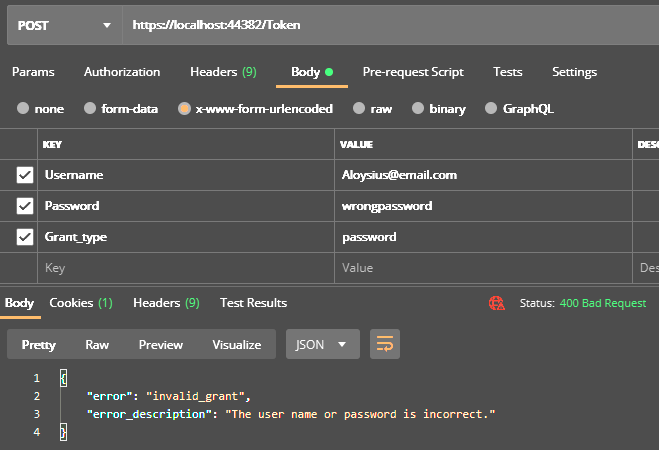 POST https://localhost:44382/Token
Params Authorization Headers (9) Body Pre-request Script Tests Settings
none form-data x-www-form-urlencoded raw binary GraphQL
KEY VALUE DESC
Username Aloysius@email.com
Password wrongpassword
Grant_type password
Key Value Des
Body Cookies (1) Headers (9) Test Results Status: 400 Bad Request
Pretty Raw Preview Visualize JSON
1 {
2 "error": "invalid_grant",
3 "error_description": "The user name or password is incorrect."
4 }